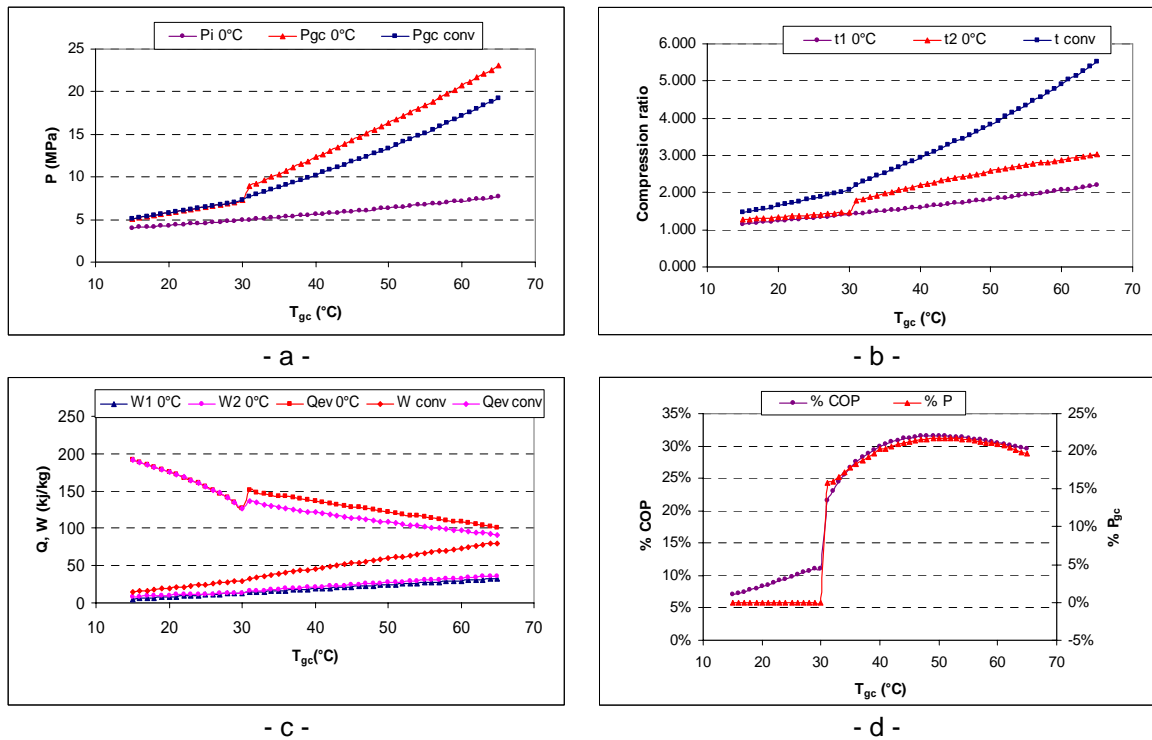 Pi 0°C Pgc 0°C Pgc conv
25
20
15
10
5
0
P (MPa)
10 20 30 40 50 60 70
Tgc (°C)
- a -
t1 0°C t2 0°C t conv
6.000
5.000
4.000
3.000
2.000
1.000
0.000
Compression ratio
10 20 30 40 50 60 70
Tgc (°C)
- b -
W1 0°C W2 0°C Qev 0°C W conv Qev conv
250
200
150
100
50
0
Q, W (kj/kg)
10 20 30 40 50 60 70
Tgc(°C)
- c -
% COP % P
35%
30%
25%
20%
15%
10%
5%
0%
% COP
25%
20%
15%
10%
5%
0%
-5%
% Pgc
10 20 30 40 50 60 70
Tgc (°C)
- d -